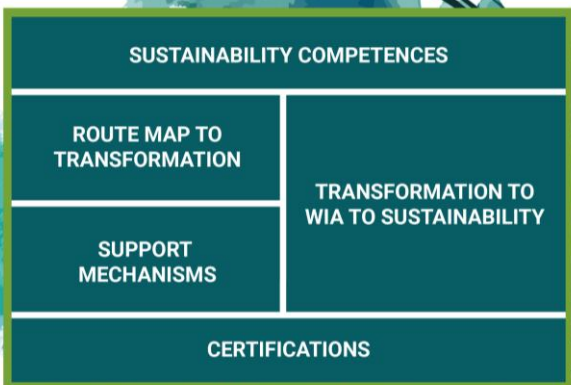 SUSTAINABILITY COMPETENCES
ROUTE MAP TO
TRANSFORMATION
SUPPORT
MECHANISMS
TRANSFORMATION TO
WIA TO SUSTAINABILITY
CERTIFICATIONS